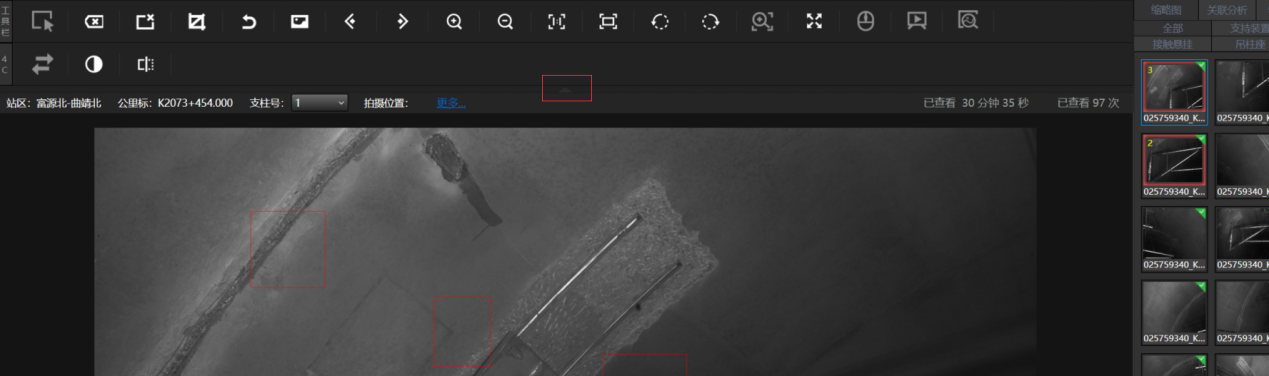 工具栏
4C
站区: 富源北-曲靖北 公里标: K2073+454.000 支柱号: 1 拍摄位置: 更多... 已查看 30 分钟 35 秒 已查看 97 次
缩略图 关联分析
全部 支持装置
接触悬挂 吊柱座
3
025759340_K... 025759340_K
2
025759340_K... 025759340_K
025759340_K... 025759340_K
025759340_K... 025759340_K